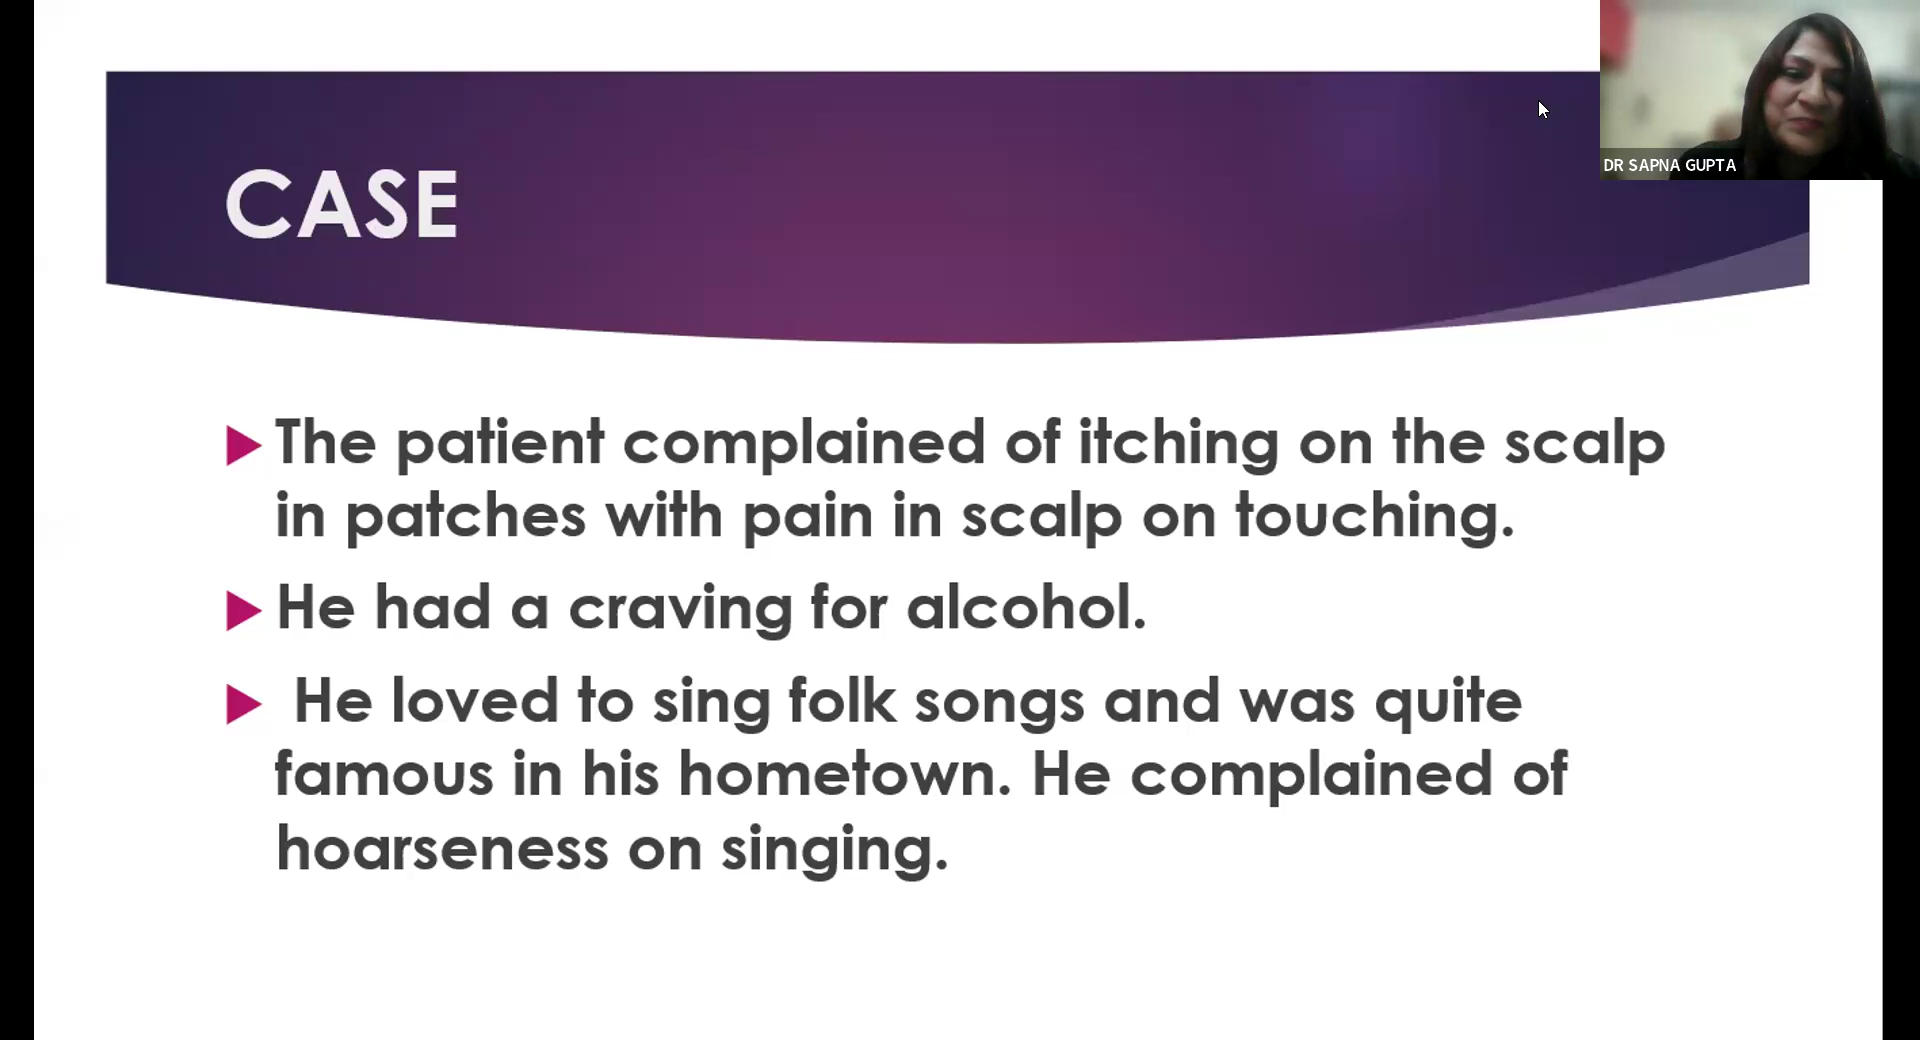 DR SAPNA GUPTA
CASE
The patient complained of itching on the scalp
in patches with pain in scalp on touching.
He had a craving for alcohol.
He loved to sing folk songs and was quite
famous in his hometown. He complained of
hoarseness on singing.